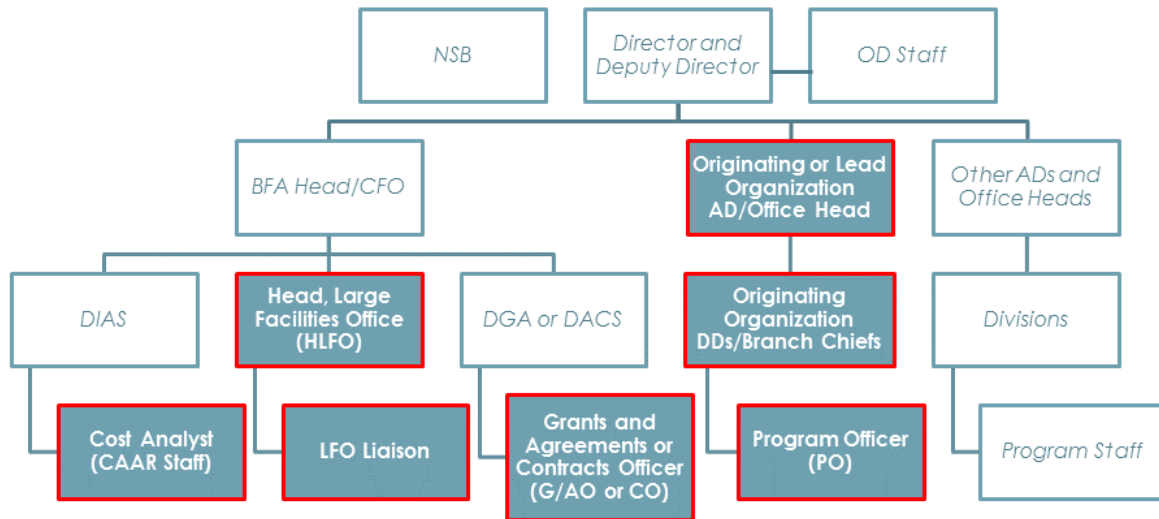 NSB
Director and
Deputy Director
OD Staff
BFA Head/CFO
Originating or Lead
Organization
AD/Office Head
Other ADs and
Office Heads
DIAS
Head, Large
Facilities Office
(HLFO)
DGA or DACS
Originating
Organization
DDs/Branch Chiefs
Divisions
Cost Analyst
(CAAR Staff)
LFO Liaison
Grants and
Agreements or
Contracts Officer
(G/AO or CO)
Program Officer
(PO)
Program Staff